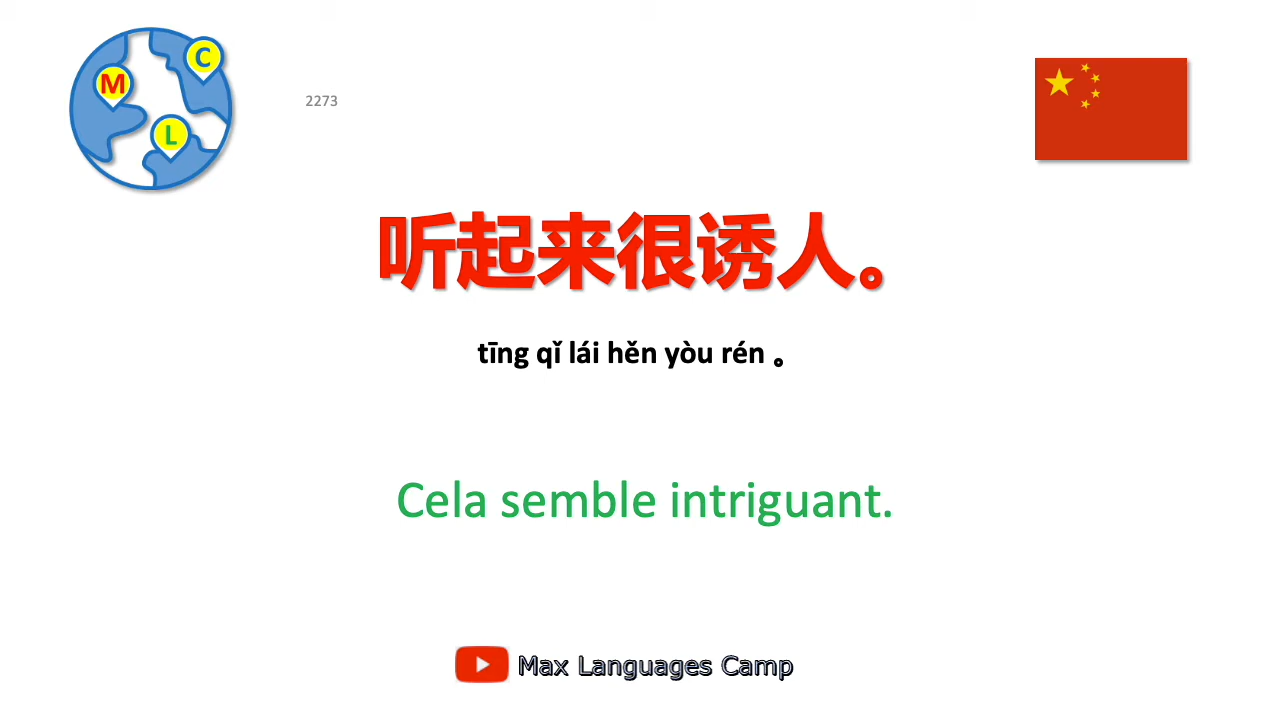 M
C
L
2273
听起来很诱人。
tīng qǐ lái hěn yòu rén 。
Cela semble intriguant.
Max Languages Camp